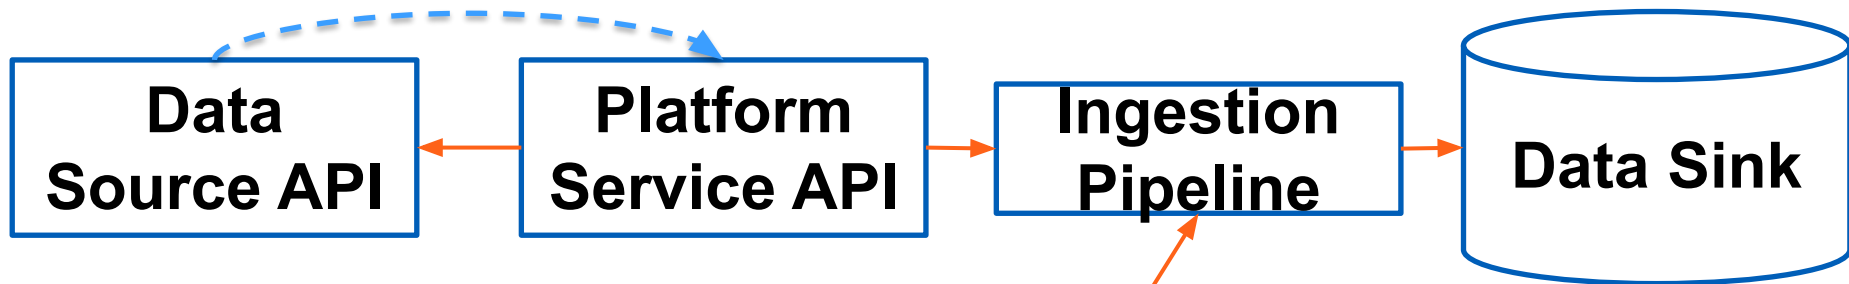 Data
Source API
Platform
Service API
Ingestion
Pipeline
Data Sink